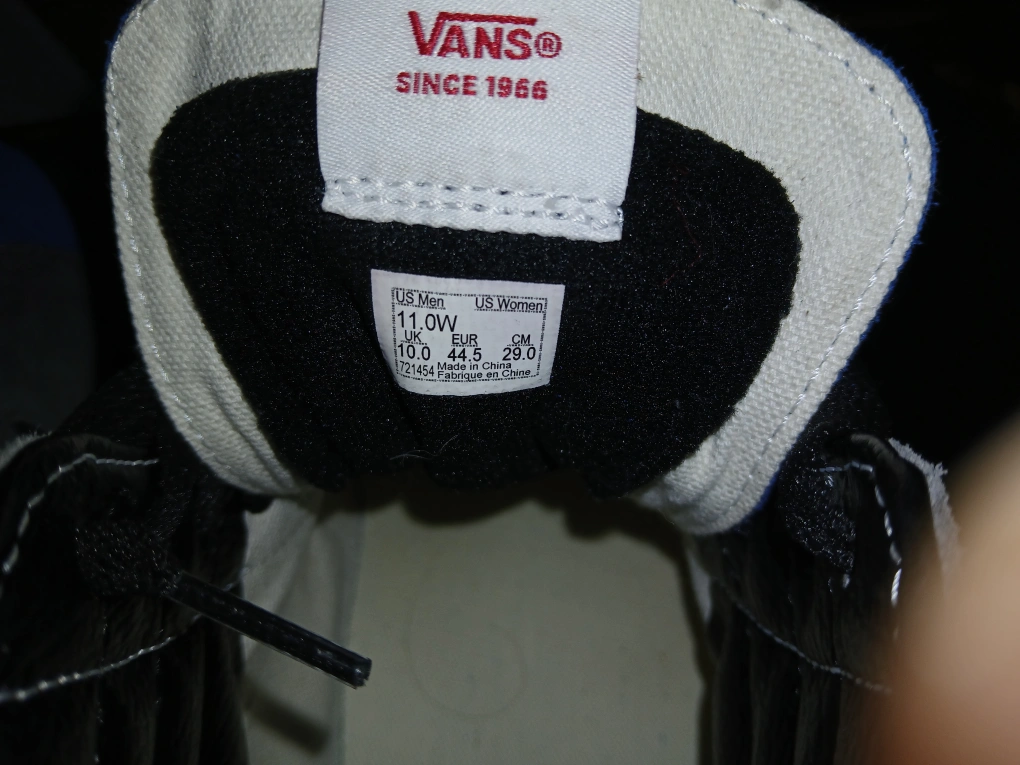 VANS®
SINCE 1966
US Men US Women
11.0W
UK EUR CM
10.0 44.5 29.0
721454 Made in China
Fabrique en Chine